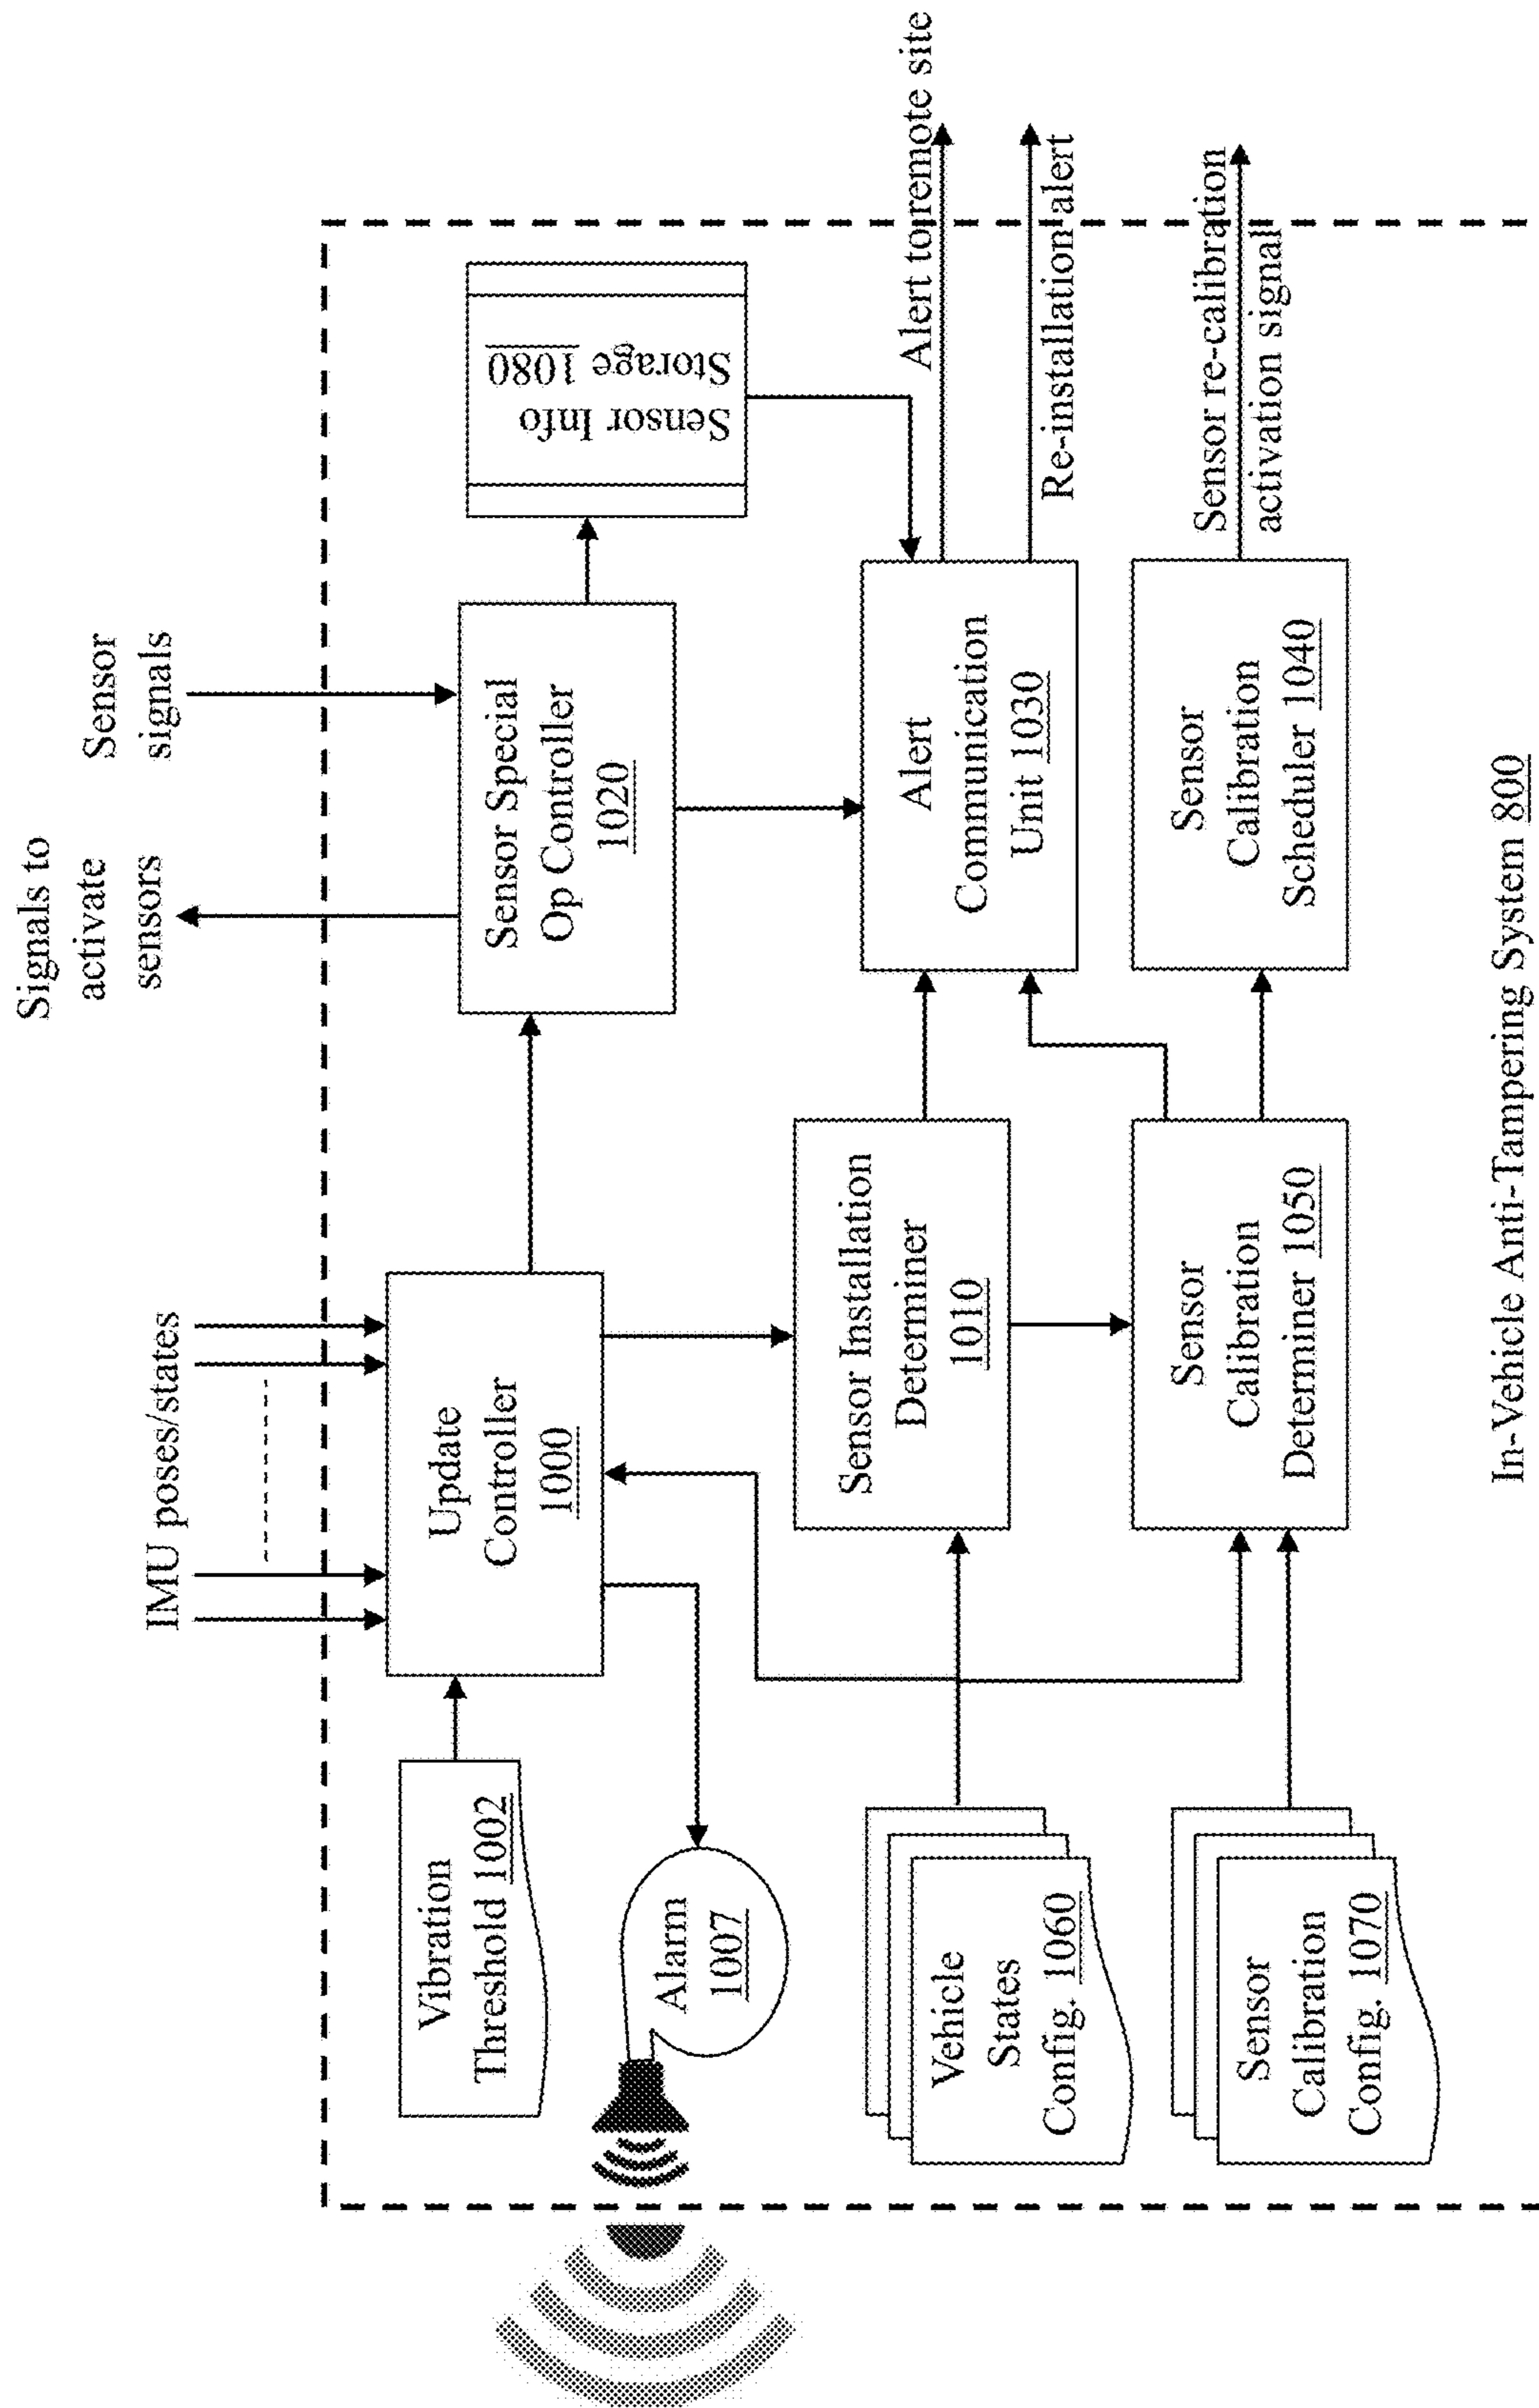 Signals to
activate
sensors
Sensor
signals
IMU poses/states
Vibration
Threshold 1002
Update
Controller
1000
Sensor Special
Op Controller
1020
Sensor Info
Storage 1080
Alarm
1007
Alert to remote site
Vehicle
States
Config. 1060
Sensor Installation
Determiner
1010
Alert
Communication
Unit 1030
Re-installation alert
Sensor
Calibration
Config. 1070
Sensor
Calibration
Determiner 1050
Sensor
Calibration
Scheduler 1040
Sensor re-calibration
activation signal
In-Vehicle Anti-Tampering System 800